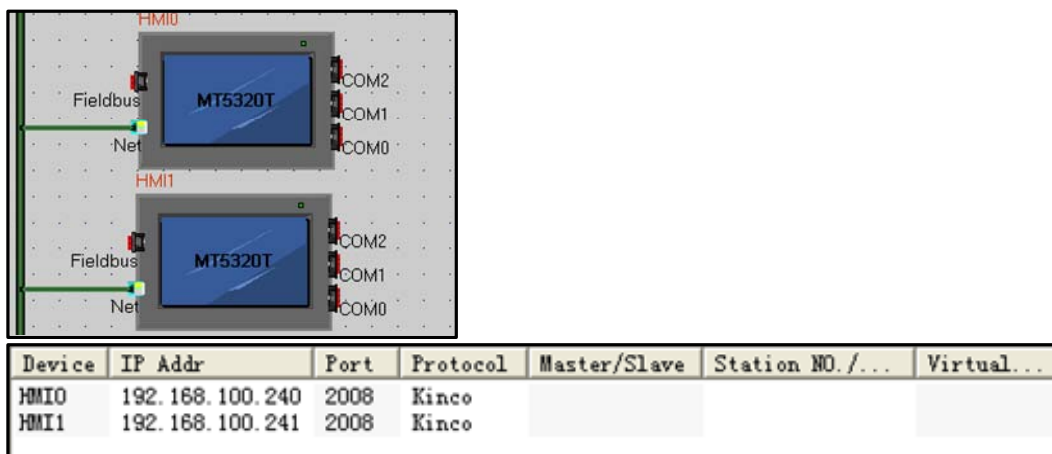 HMI0
COM2
Fieldbus
MT5320T
COM1
Net
COM0
HMI1
COM2
Fieldbus
MT5320T
COM1
Net
COM0
Device IP Addr Port Protocol Master/Slave Station NO./... Virtual...
HMI0 192.168.100.240 2008 Kinco
HMI1 192.168.100.241 2008 Kinco